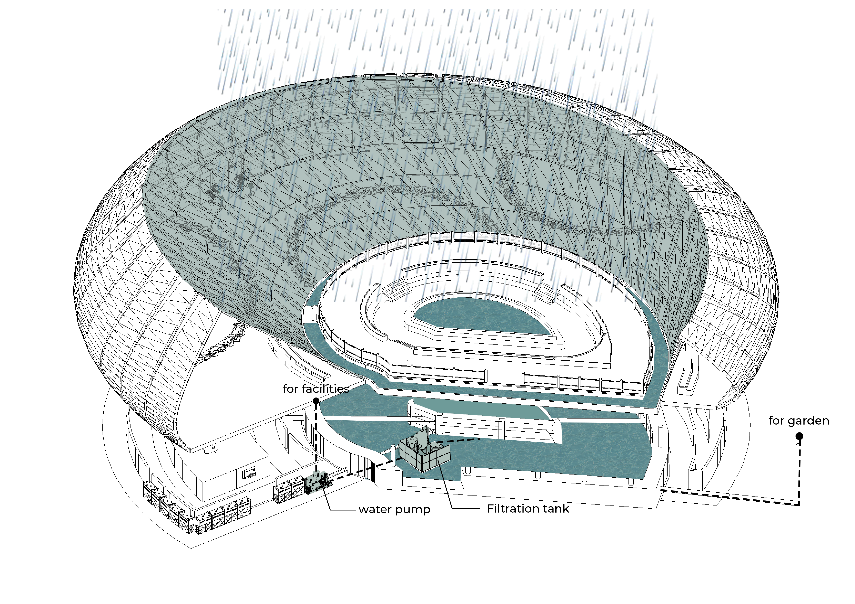 for facilities
for garden
water pump
Filtration tank